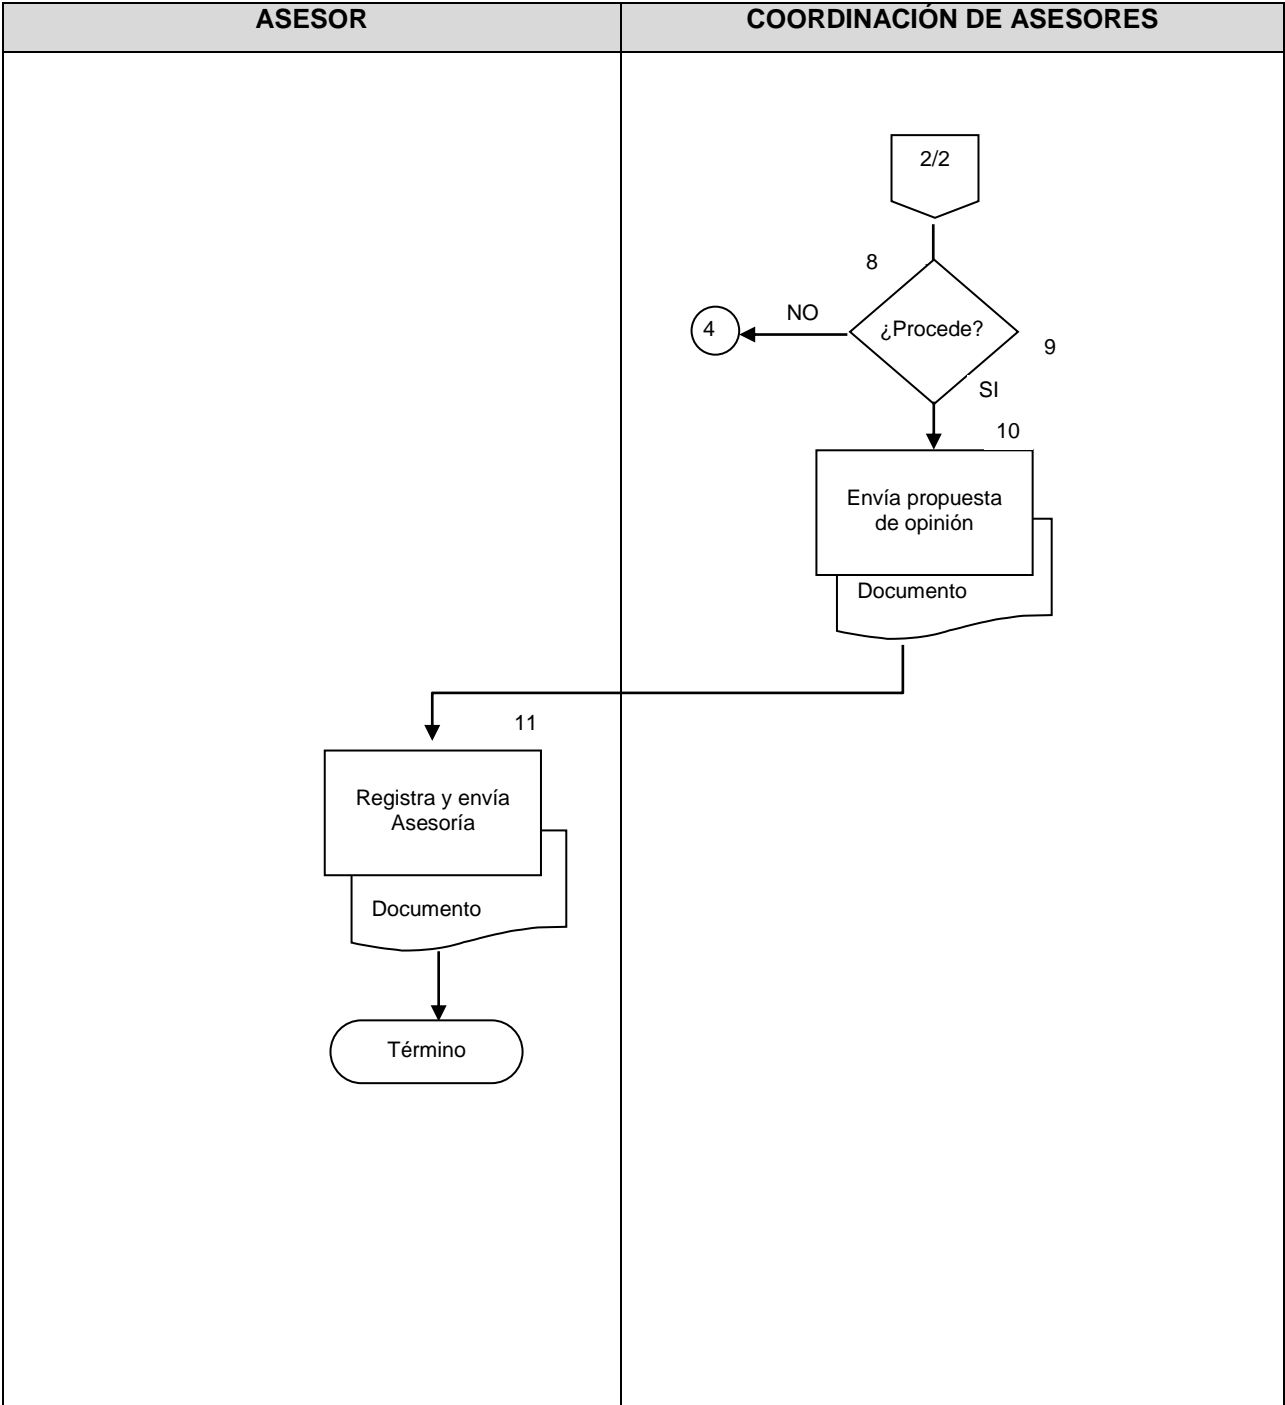 ASESOR
COORDINACIÓN DE ASESORES
2/2
8
NO
4
¿Procede?
9
SI
10
Envía propuesta
de opinión
Documento
11
Registra y envía
Asesoría
Documento
Término